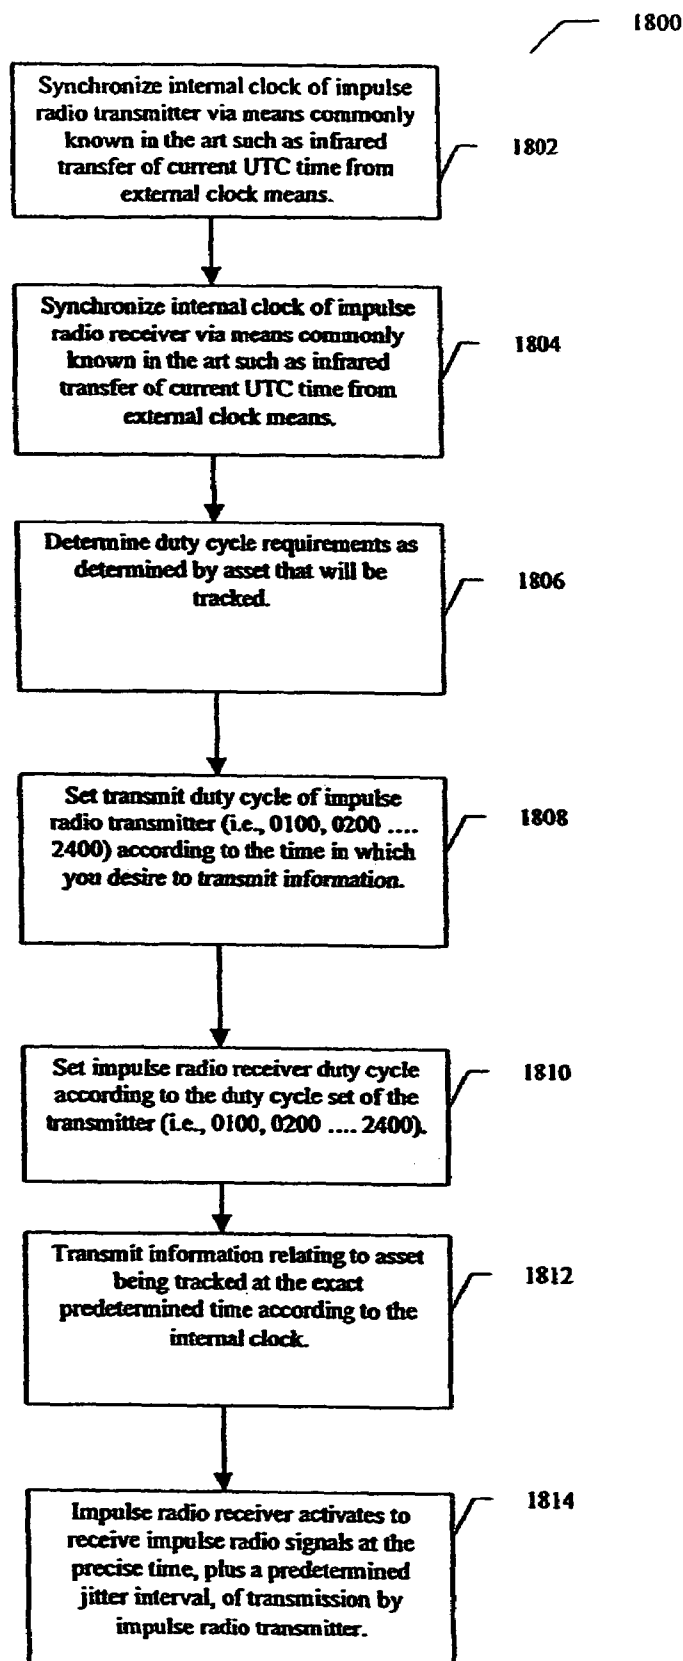 1800
Synchronize internal clock of impulse
radio transmitter via means commonly
known in the art such as infrared
transfer of current UTC time from
external clock means.
1802
Synchronize internal clock of impulse
radio receiver via means commonly
known in the art such as infrared
transfer of current UTC time from
external clock means.
1804
Determine duty cycle requirements as
determined by asset that will be
tracked.
1806
Set transmit duty cycle of impulse
radio transmitter (i.e., 0100, 0200 ....
2400) according to the time in which
you desire to transmit information.
1808
Set impulse radio receiver duty cycle
according to the duty cycle set of the
transmitter (i.e., 0100, 0200 .... 2400).
1810
Transmit information relating to asset
being tracked at the exact
predetermined time according to the
internal clock.
1812
Impulse radio receiver activates to
receive impulse radio signals at the
precise time, plus a predetermined
jitter interval, of transmission by
impulse radio transmitter.
1814